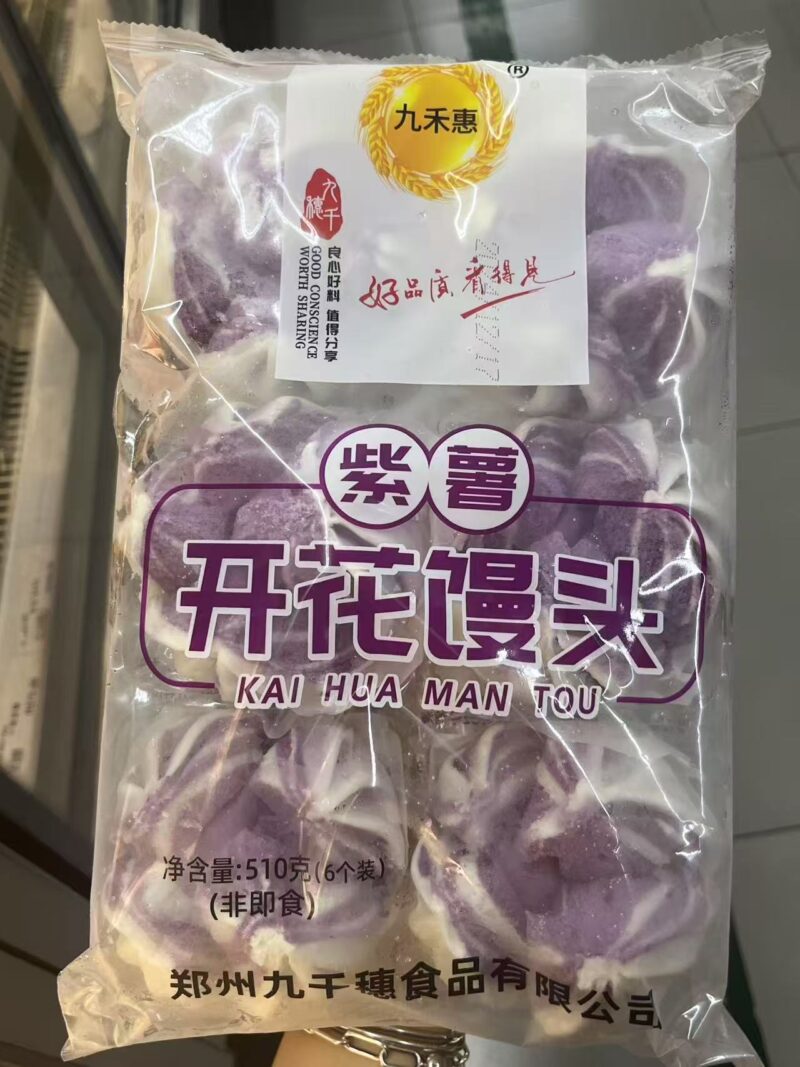 九禾惠
®
九千穗
良心好料 值得分享
GOOD CONSCIENCE
WORTH SHARING
好品质看得见
紫薯
开花馒头
KAI HUA MAN TOU
净含量:510克(6个装)
(非即食)
郑州九千穗食品有限公司